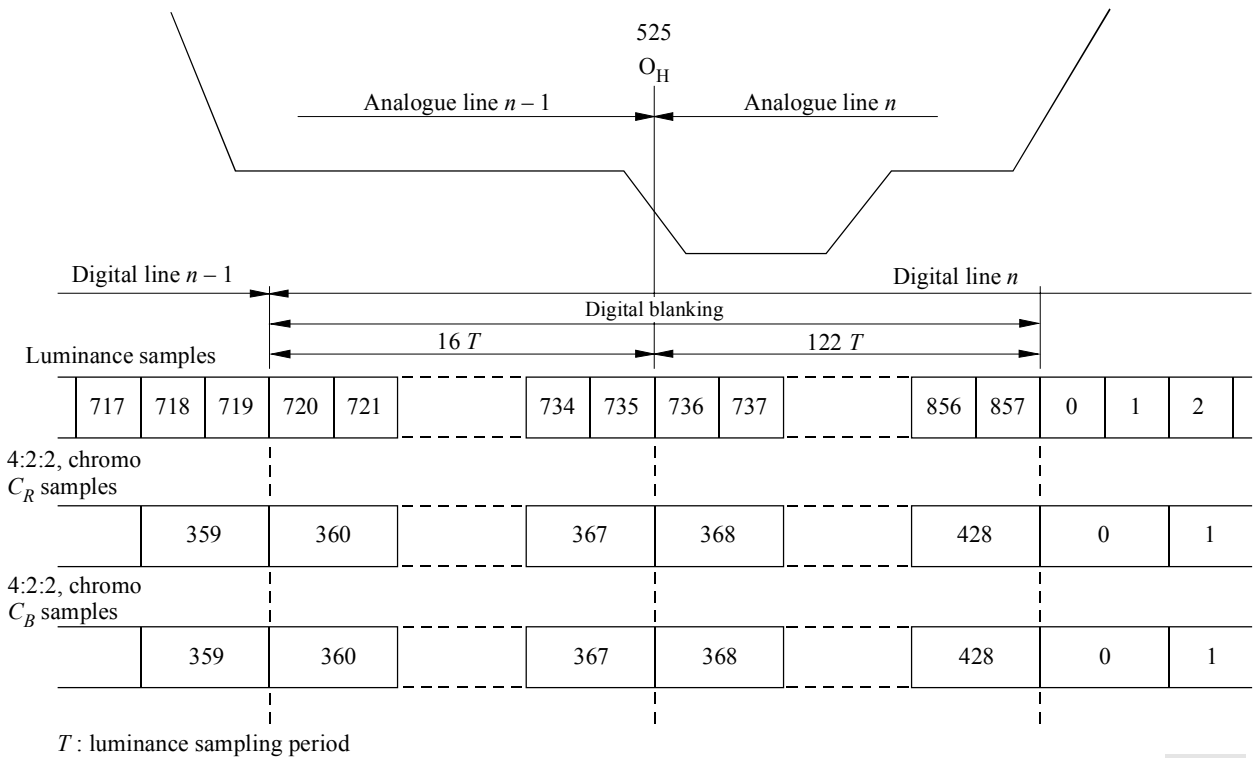 525
O_H
Analogue line n – 1 Analogue line n
Digital line n – 1 Digital line n
Digital blanking
16 T 122 T
Luminance samples
717 718 719 720 721 734 735 736 737 856 857 0 1 2
4:2:2, chromo
C_R samples
359 360 367 368 428 0 1
4:2:2, chromo
C_B samples
359 360 367 368 428 0 1
T : luminance sampling period